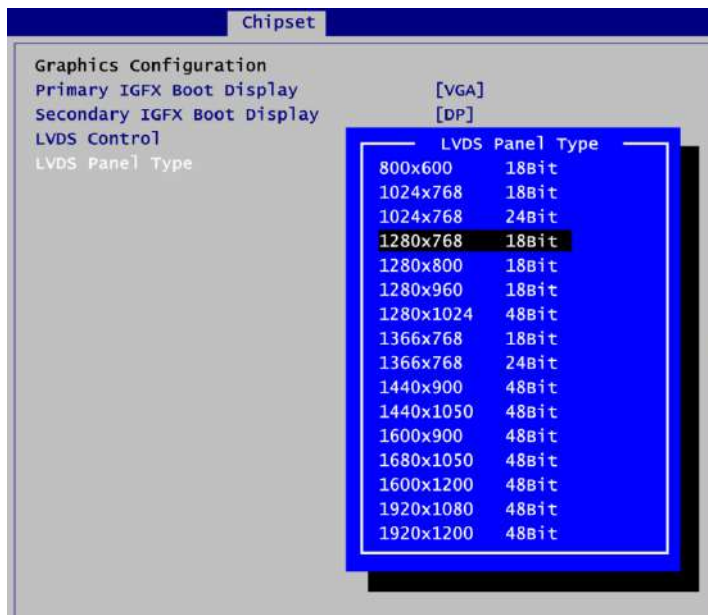 Chipset
Graphics Configuration
Primary IGFX Boot Display [VGA]
Secondary IGFX Boot Display [DP]
LVDS Control
LVDS Panel Type
LVDS Panel Type
800x600 18Bit
1024x768 18Bit
1024x768 24Bit
1280x768 18Bit
1280x800 18Bit
1280x960 18Bit
1280x1024 48Bit
1366x768 18Bit
1366x768 24Bit
1440x900 48Bit
1440x1050 48Bit
1600x900 48Bit
1680x1050 48Bit
1600x1200 48Bit
1920x1080 48Bit
1920x1200 48Bit